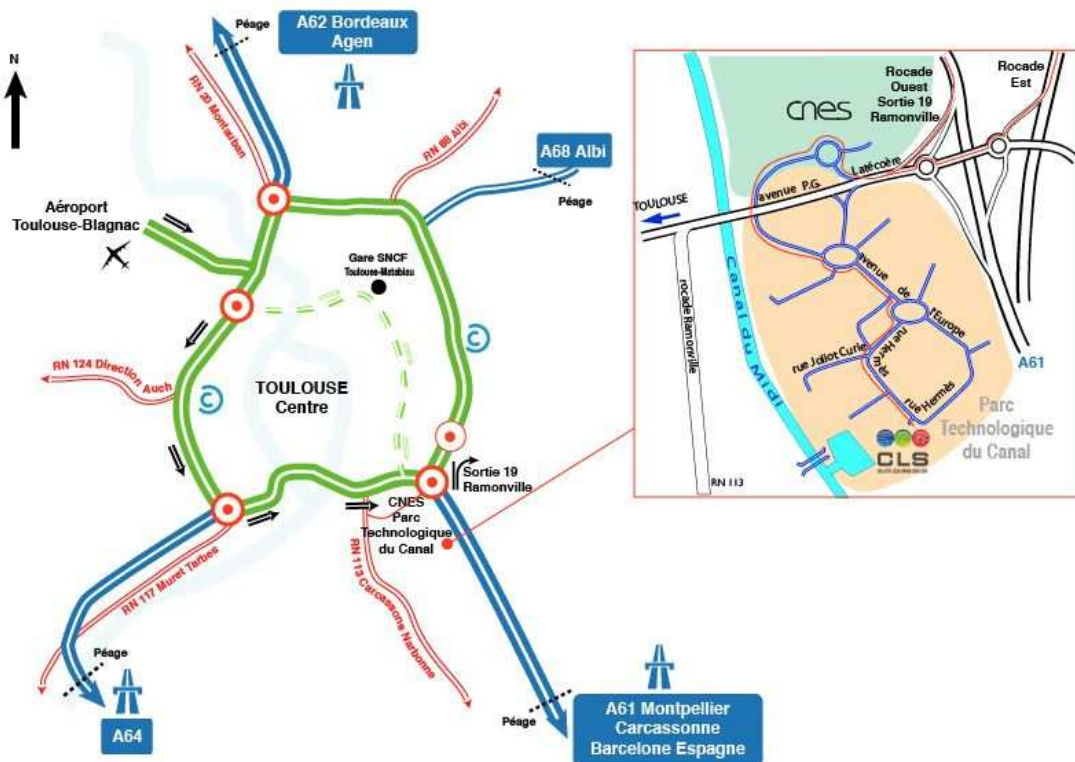 A62 Bordeaux
Agen
Péage
N
RN 20 Montauban
RN 88 Albi
A68 Albi
Péage
Aéroport
Toulouse-Blagnac
Gare SNCF
Toulouse-Matabiau
RN 124 Direction Auch
TOULOUSE
Centre
Sortie 19
Ramonville
CNES
Parc
Technologique
du Canal
RN 117 Muret Tarbes
RN 113 Carcassone Narbonne
Péage
A64
Péage
A61 Montpellier
Carcassonne
Barcelone Espagne
cnes
Rocade
Ouest
Sortie 19
Ramonville
Rocade
Est
avenue P.G. Latécoère
TOULOUSE
rocade Ramonville
Canal du Midi
avenue de l'Europe
rue Joliot Curie
rue Hermès
rue Hermès
A61
Parc
Technologique
du Canal
CLS
RN 113